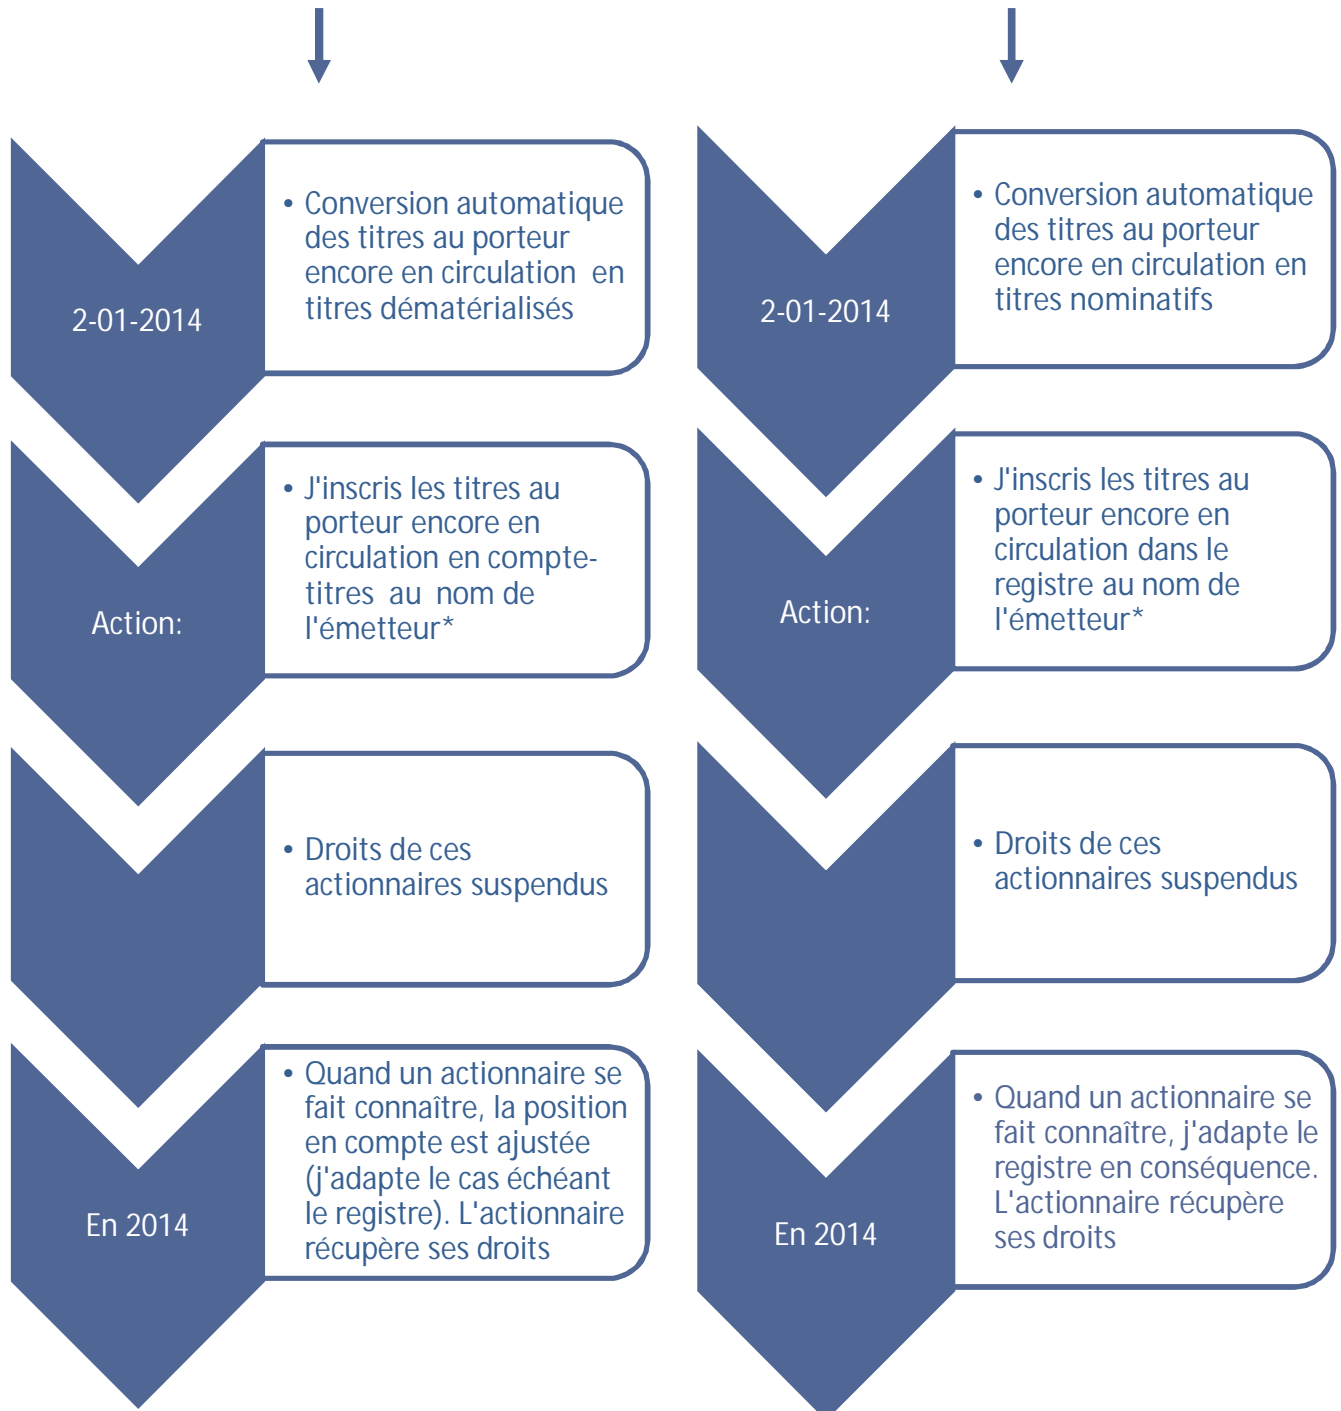 2-01-2014
• Conversion automatique
des titres au porteur
encore en circulation en
titres dématérialisés
Action:
• J'inscris les titres au
porteur encore en
circulation en compte-
titres au nom de
l'émetteur*
• Droits de ces
actionnaires suspendus
En 2014
• Quand un actionnaire se
fait connaître, la position
en compte est ajustée
(j'adapte le cas échéant
le registre). L'actionnaire
récupère ses droits
2-01-2014
• Conversion automatique
des titres au porteur
encore en circulation en
titres nominatifs
Action:
• J'inscris les titres au
porteur encore en
circulation dans le
registre au nom de
l'émetteur*
• Droits de ces
actionnaires suspendus
En 2014
• Quand un actionnaire se
fait connaître, j'adapte le
registre en conséquence.
L'actionnaire récupère
ses droits